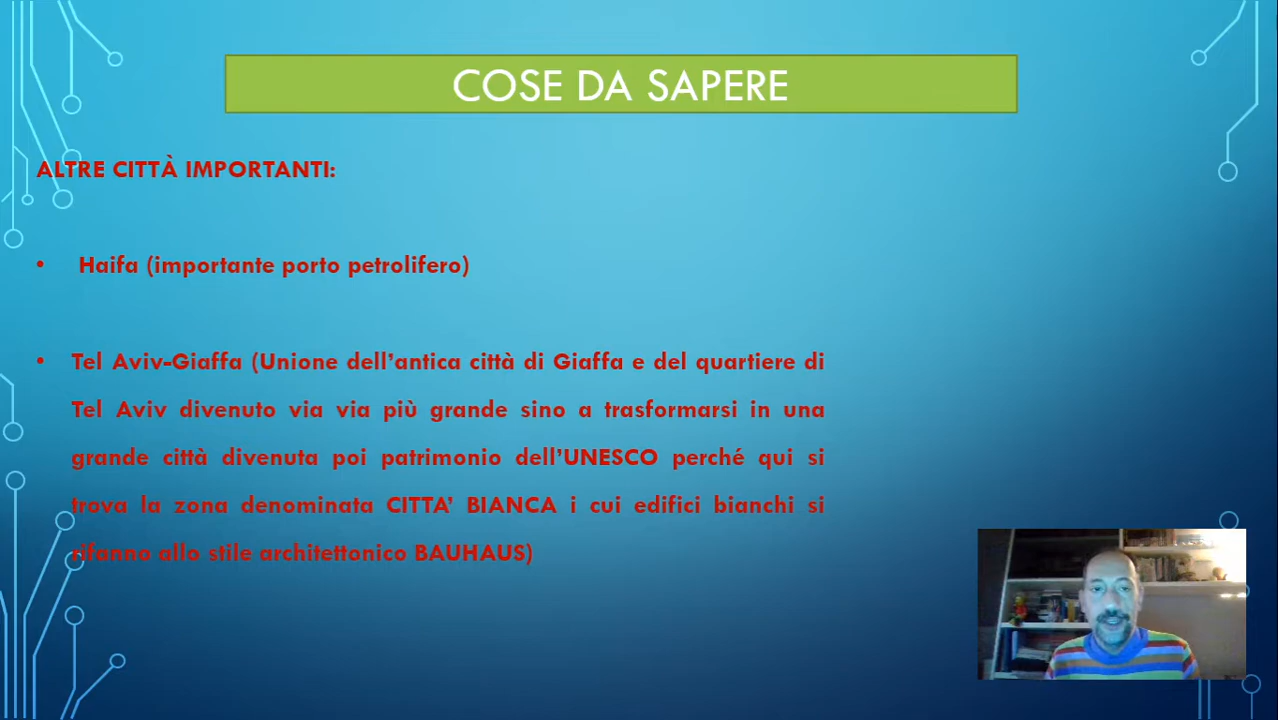 COSE DA SAPERE
ALTRE CITTÀ IMPORTANTI:
• Haifa (importante porto petrolifero)
• Tel Aviv-Giaffa (Unione dell’antica città di Giaffa e del quartiere di
Tel Aviv divenuto via via più grande sino a trasformarsi in una
grande città divenuta poi patrimonio dell’UNESCO perché qui si
trova la zona denominata CITTA’ BIANCA i cui edifici bianchi si
rifanno allo stile architettonico BAUHAUS)